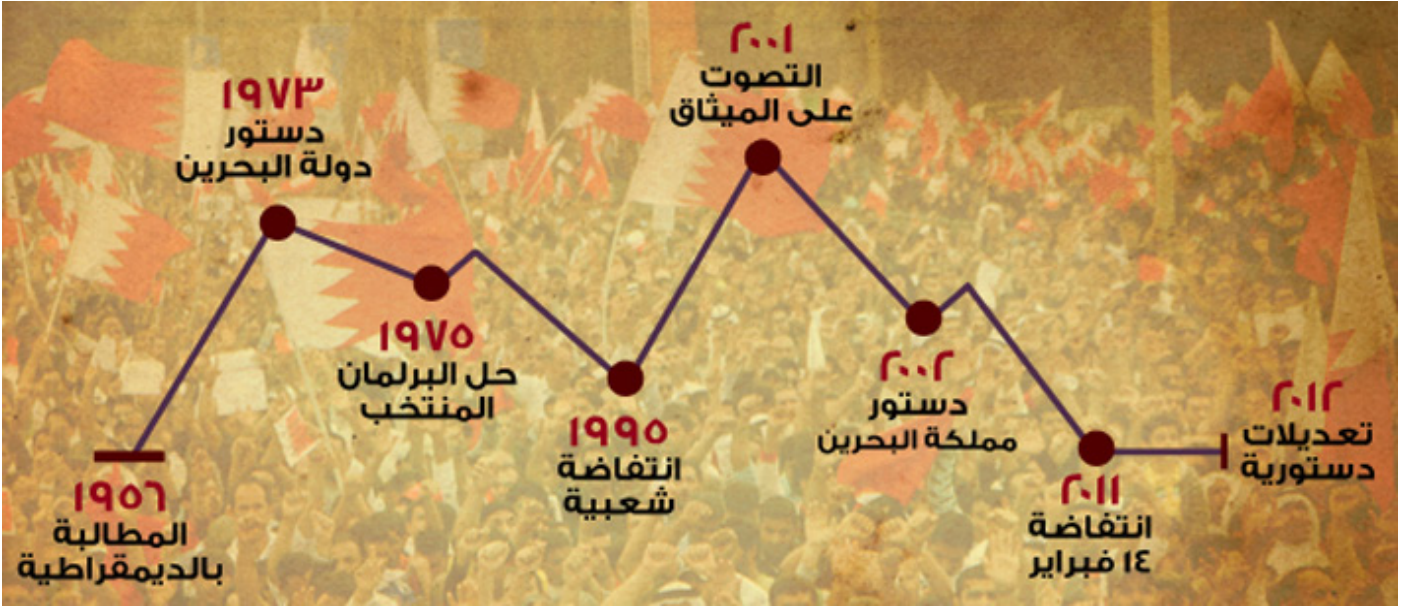 ١٩٥٦
المطالبة
بالديمقراطية
١٩٧٣
دستور
دولة البحرين
١٩٧٥
حل البرلمان
المنتخب
١٩٩٥
انتفاضة
شعبية
٢٠٠١
التصوت
على الميثاق
٢٠٠٢
دستور
مملكة البحرين
٢٠١١
انتفاضة
١٤ فبراير
٢٠١٢
تعديلات
دستورية